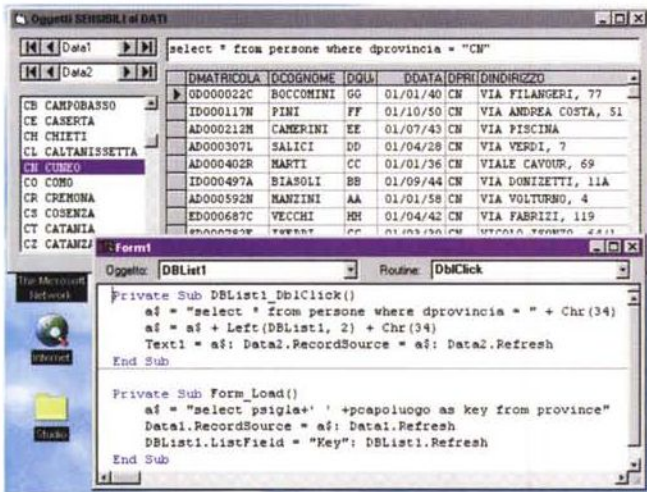 Oggetti SENSIBILI ai DATI
Data1
select * from persone where dprovincia = "CN"
Data2
DMATRICOLA DCOGNOME DQU DDATA DPR DINDIRIZZO
OD000022C BOCCOMINI GG 01/01/40 CN VIA FILANGERI, 77
ID000117N PINI FF 01/10/50 CN VIA ANDREA COSTA, 51
AD000212M CAMERINI EE 01/07/43 CN VIA PISCINA
AD000307L SALICI DD 01/04/28 CN VIA VERDI, 7
AD000402R MARTI CC 01/01/36 CN VIALE CAVOUR, 69
ID000497A BIASOLI BB 01/09/44 CN VIA DONIZETTI, 11A
AD000592N MANZINI AA 01/01/58 CN VIA VOLTURNO, 4
ED000687C VECCHI HH 01/04/42 CN VIA FABRIZI, 119
CB CAMPOBASSO
CE CASERTA
CH CHIETI
CL CALTANISSETTA
CN CUNEO
CO COMO
CR CREMONA
CS COSENZA
CT CATANIA
CZ CATANZA
The Microsoft
Network
Internet
Studio
Form1
Oggetto: DBList1 Routine: DblClick
Private Sub DBList1_DblClick()
a$ = "select * from persone where dprovincia = " + Chr(34)
a$ = a$ + Left(DBList1, 2) + Chr(34)
Text1 = a$: Data2.RecordSource = a$: Data2.Refresh
End Sub
Private Sub Form_Load()
a$ = "select psigla+' ' +pcapoluogo as key from province"
Data1.RecordSource = a$: Data1.Refresh
DBList1.ListField = "Key": DBList1.Refresh
End Sub